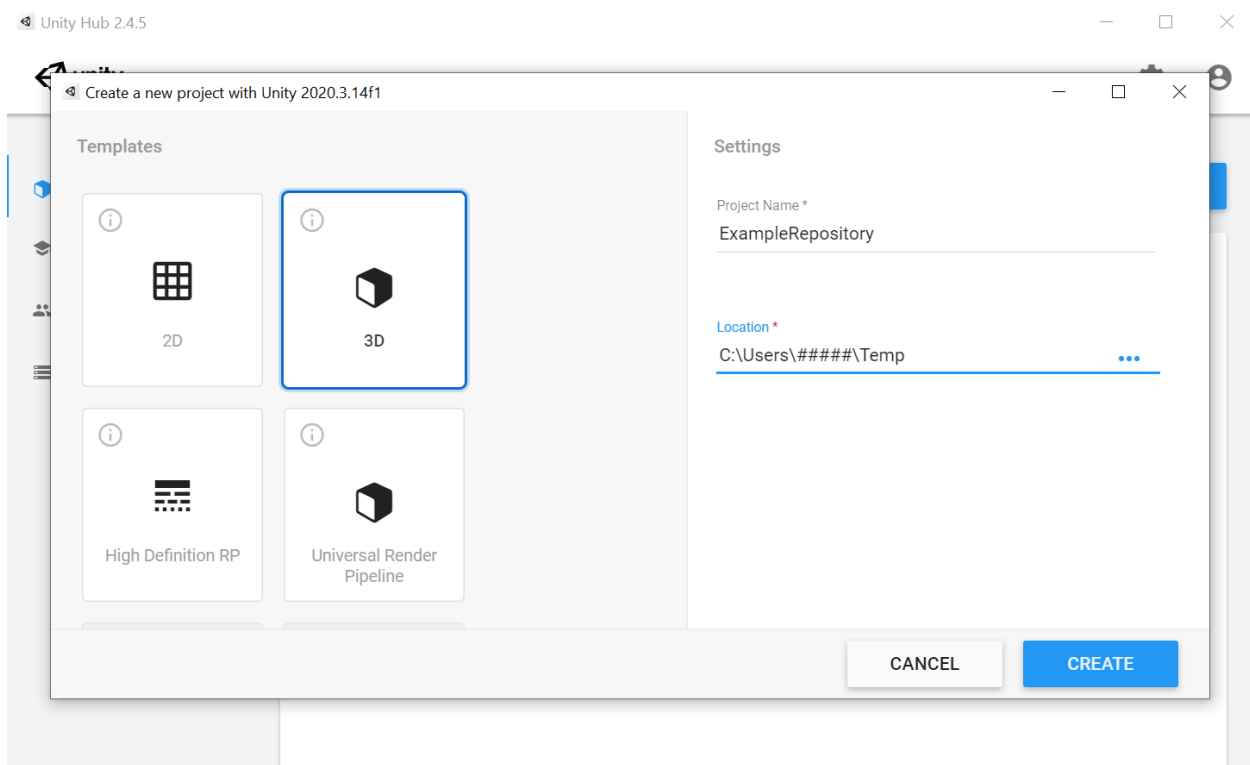 Unity Hub 2.4.5
Create a new project with Unity 2020.3.14f1
Templates
2D
3D
High Definition RP
Universal Render
Pipeline
Settings
Project Name *
ExampleRepository
Location *
C:\Users\#####\Temp
CANCEL
CREATE